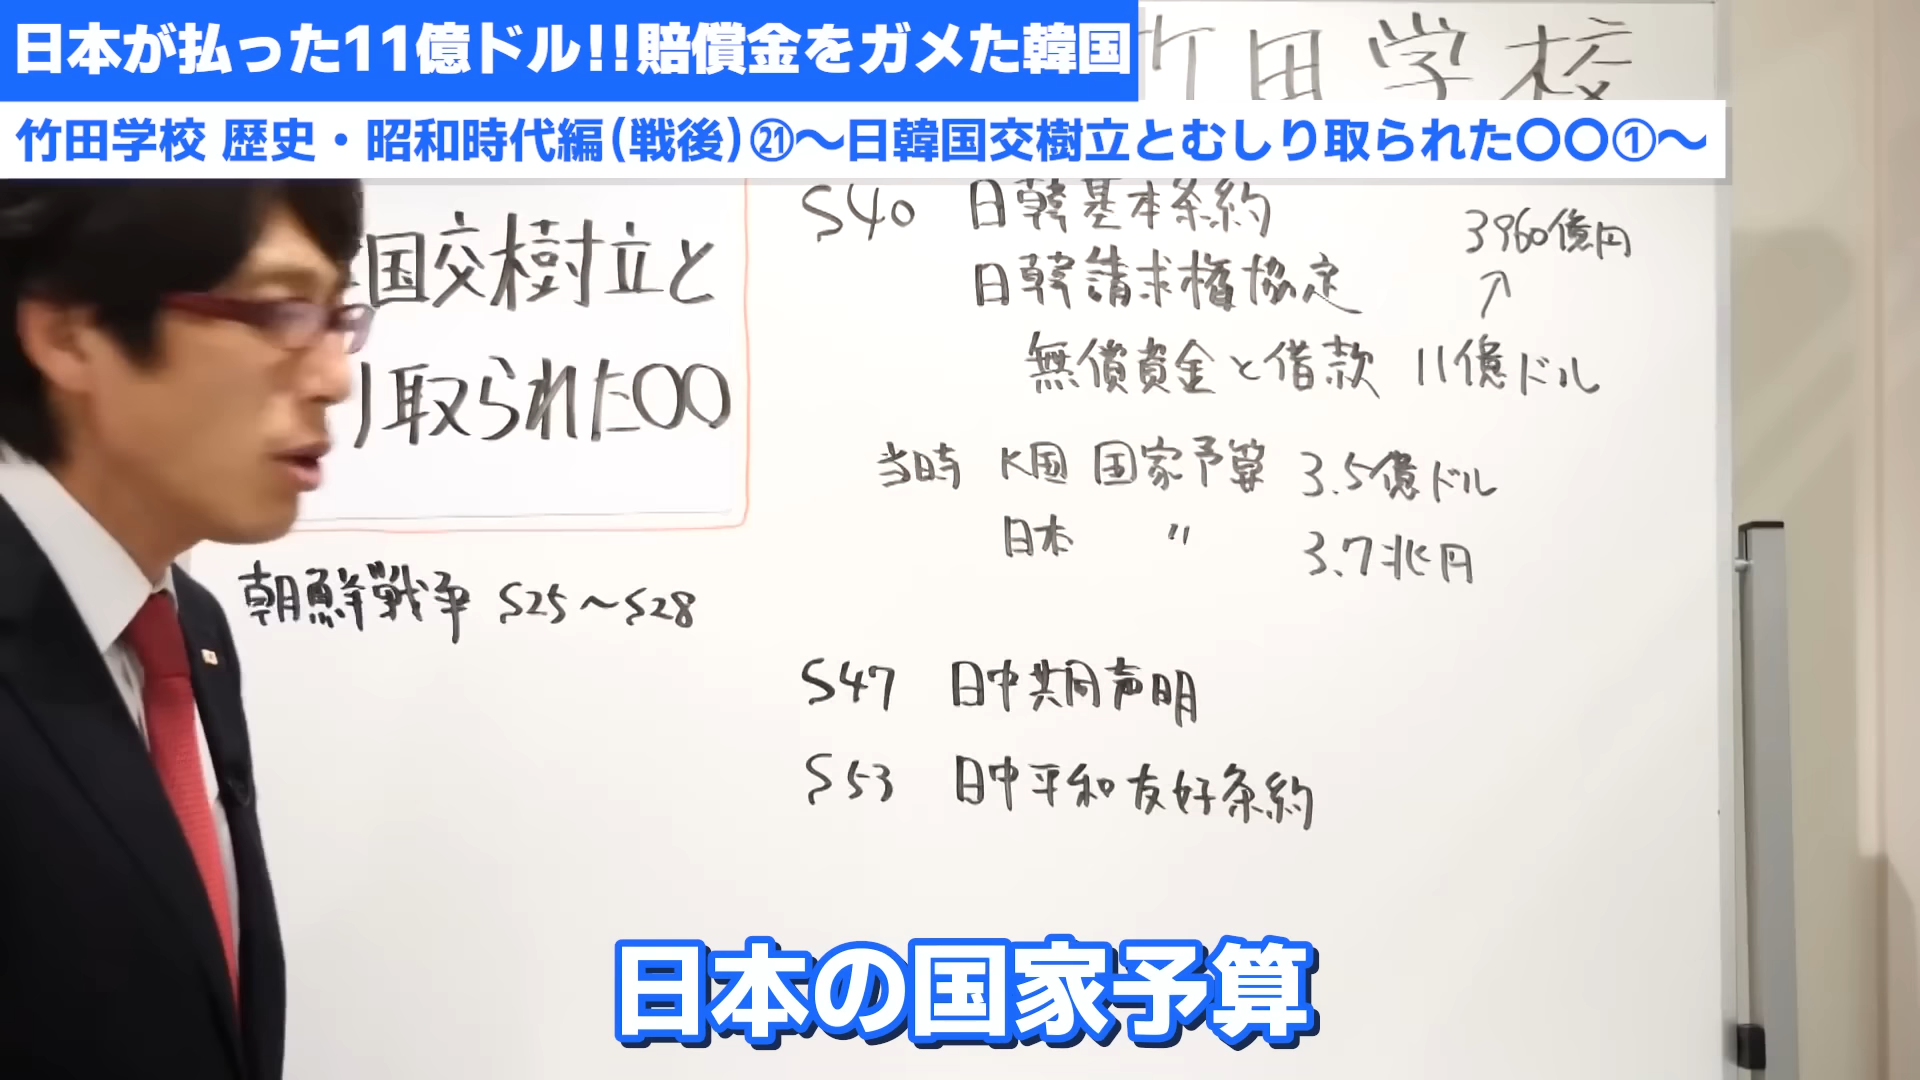 日本が払った11億ドル!!賠償金をガメた韓国
竹田学校
竹田学校 歴史・昭和時代編(戦後)㉑〜日韓国交樹立とむしり取られた〇〇①〜
国交樹立と
り取られた〇〇
朝鮮戦争 S25〜S28
S40 日韓基本条約
日韓請求権協定
3960億円
↑
無償資金と借款 11億ドル
当時 K国 国家予算 3.5億ドル
日本 〃 3.7兆円
S47 日中共同声明
S53 日中平和友好条約
日本の国家予算